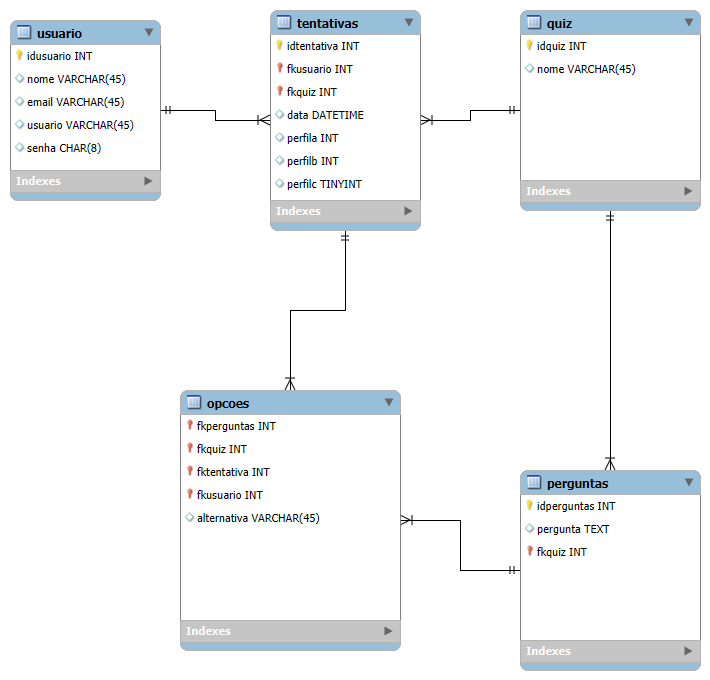 usuario
idusuario INT
nome VARCHAR(45)
email VARCHAR(45)
usuario VARCHAR(45)
senha CHAR(8)
Indexes
tentativas
idtentativa INT
fkusuario INT
fkquiz INT
data DATETIME
perfila INT
perfilb INT
perfilc TINYINT
Indexes
quiz
idquiz INT
nome VARCHAR(45)
Indexes
opcoes
fkperguntas INT
fkquiz INT
fktentativa INT
fkusuario INT
alternativa VARCHAR(45)
Indexes
perguntas
idperguntas INT
pergunta TEXT
fkquiz INT
Indexes